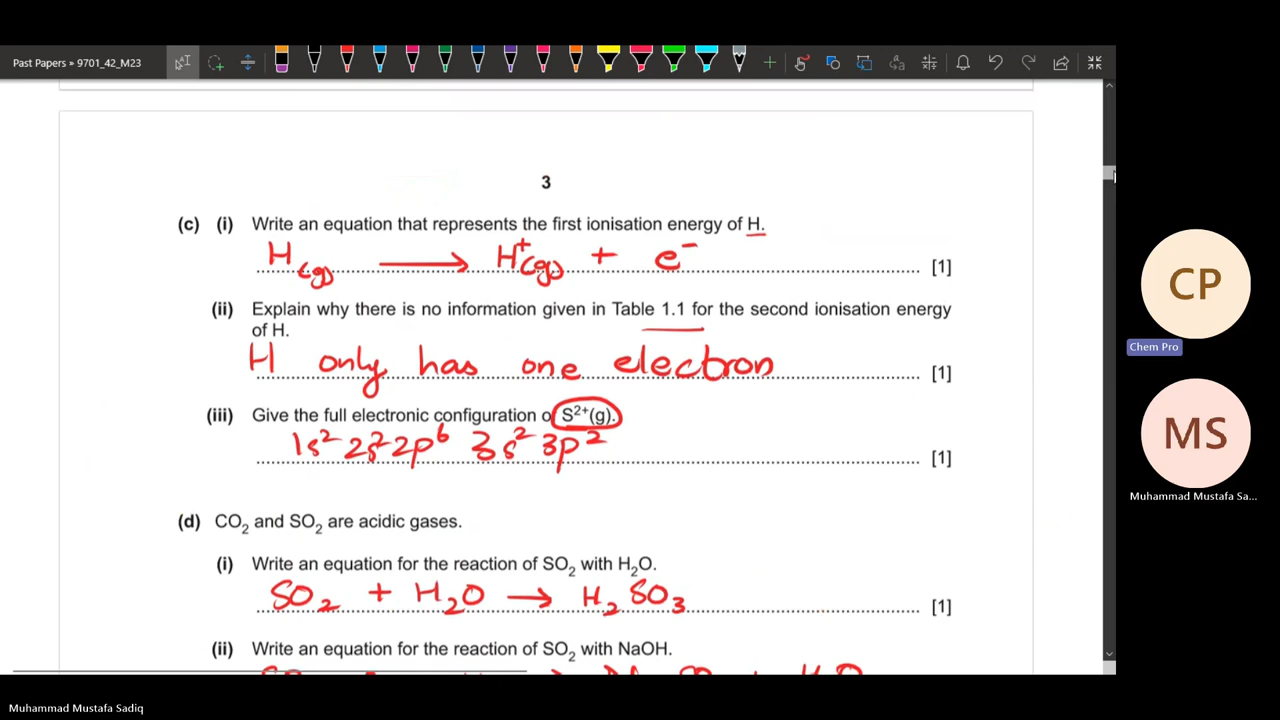 Past Papers » 9701_42_M23
3
(c) (i) Write an equation that represents the first ionisation energy of H.
H(g) ⟶ H⁺(g) + e⁻ [1]
(ii) Explain why there is no information given in Table 1.1 for the second ionisation energy
of H.
H only has one electron [1]
(iii) Give the full electronic configuration o S²⁺(g).
1s² 2s² 2p⁶ 3s² 3p² [1]
(d) CO₂ and SO₂ are acidic gases.
(i) Write an equation for the reaction of SO₂ with H₂O.
SO₂ + H₂O → H₂SO₃ [1]
(ii) Write an equation for the reaction of SO₂ with NaOH.
CP
Chem Pro
MS
Muhammad Mustafa Sa...
Muhammad Mustafa Sadiq